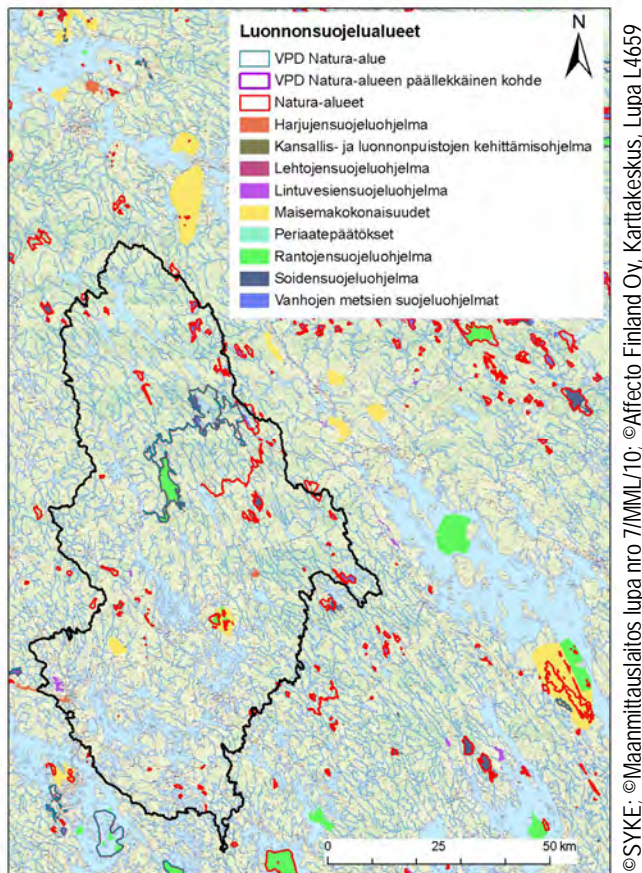 Luonnonsuojelualueet
N
VPD Natura-alue
VPD Natura-alueen päällekkäinen kohde
Natura-alueet
Harjujensuojeluohjelma
Kansallis- ja luonnonpuistojen kehittämisohjelma
Lehtojensuojeluohjelma
Lintuvesiensuojeluohjelma
Maisemakokonaisuudet
Periaatepäätökset
Rantojensuojeluohjelma
Soidensuojeluohjelma
Vanhojen metsien suojeluohjelmat
0 25 50 km
©SYKE; ©Maanmittauslaitos lupa nro 7/MML/10; ©Affecto Finland Oy, Karttakeskus, Lupa L4659